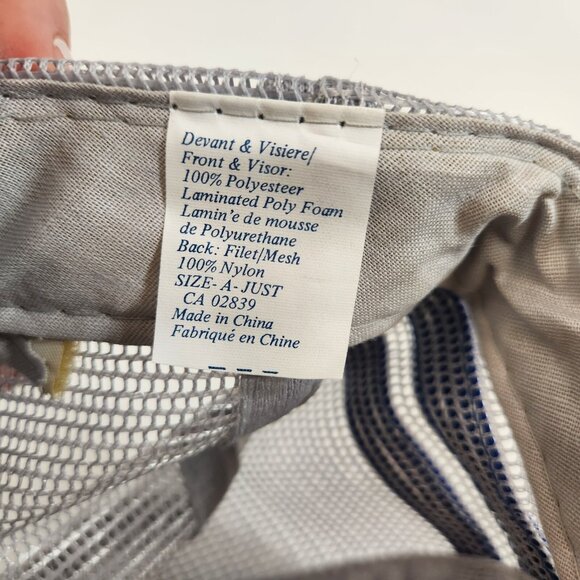 Devant & Visiere/
Front & Visor:
100% Polyesteer
Laminated Poly Foam
Lamin'e de mousse
de Polyurethane
Back: Filet/Mesh
100% Nylon
SIZE- A- JUST
CA 02839
Made in China
Fabriqué en Chine